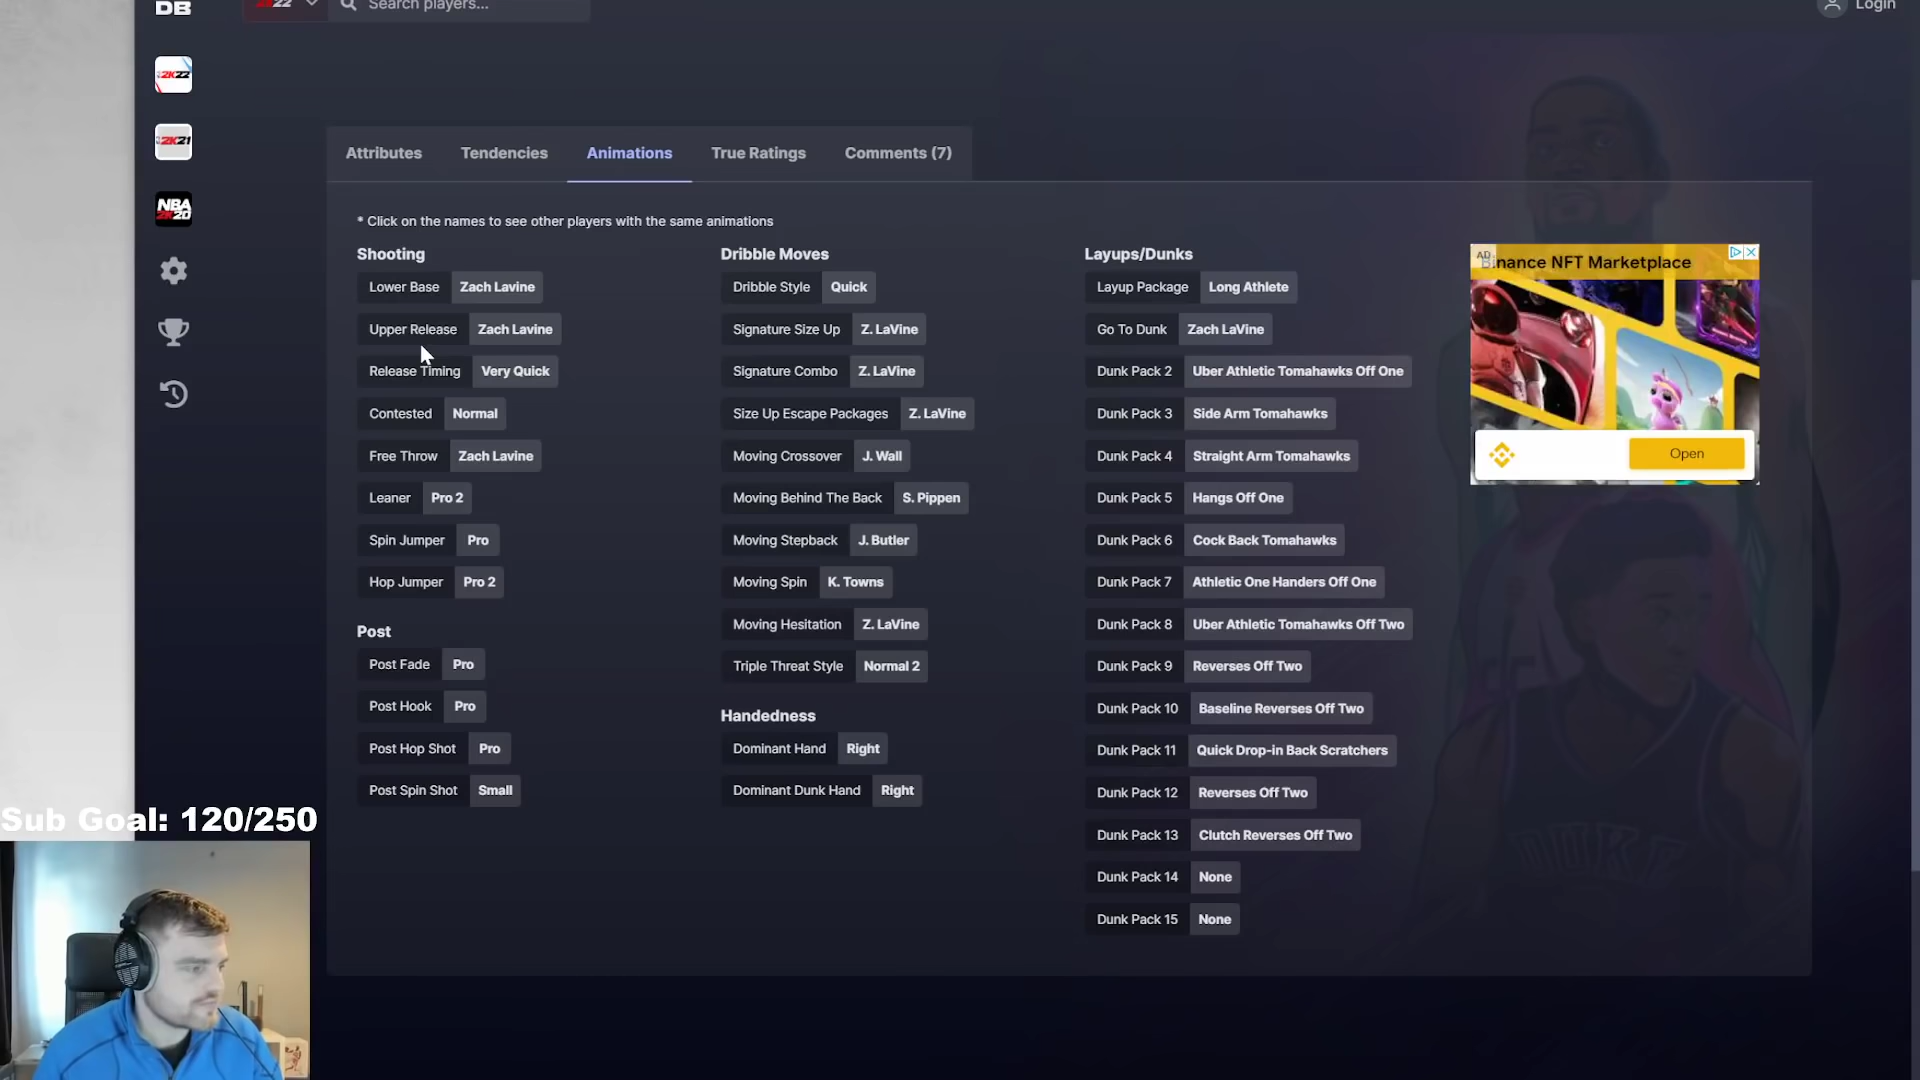 DB
2K22
Search players...
Login
2K22
2K21
NBA
2K20
Attributes
Tendencies
Animations
True Ratings
Comments (7)
* Click on the names to see other players with the same animations
Shooting
Lower Base Zach Lavine
Upper Release Zach Lavine
Release Timing Very Quick
Contested Normal
Free Throw Zach Lavine
Leaner Pro 2
Spin Jumper Pro
Hop Jumper Pro 2
Post
Post Fade Pro
Post Hook Pro
Post Hop Shot Pro
Post Spin Shot Small
Dribble Moves
Dribble Style Quick
Signature Size Up Z. LaVine
Signature Combo Z. LaVine
Size Up Escape Packages Z. LaVine
Moving Crossover J. Wall
Moving Behind The Back S. Pippen
Moving Stepback J. Butler
Moving Spin K. Towns
Moving Hesitation Z. LaVine
Triple Threat Style Normal 2
Handedness
Dominant Hand Right
Dominant Dunk Hand Right
Layups/Dunks
Layup Package Long Athlete
Go To Dunk Zach LaVine
Dunk Pack 2 Uber Athletic Tomahawks Off One
Dunk Pack 3 Side Arm Tomahawks
Dunk Pack 4 Straight Arm Tomahawks
Dunk Pack 5 Hangs Off One
Dunk Pack 6 Cock Back Tomahawks
Dunk Pack 7 Athletic One Handers Off One
Dunk Pack 8 Uber Athletic Tomahawks Off Two
Dunk Pack 9 Reverses Off Two
Dunk Pack 10 Baseline Reverses Off Two
Dunk Pack 11 Quick Drop-in Back Scratchers
Dunk Pack 12 Reverses Off Two
Dunk Pack 13 Clutch Reverses Off Two
Dunk Pack 14 None
Dunk Pack 15 None
AD
Binance NFT Marketplace
Open
DUKE
Sub Goal: 120/250